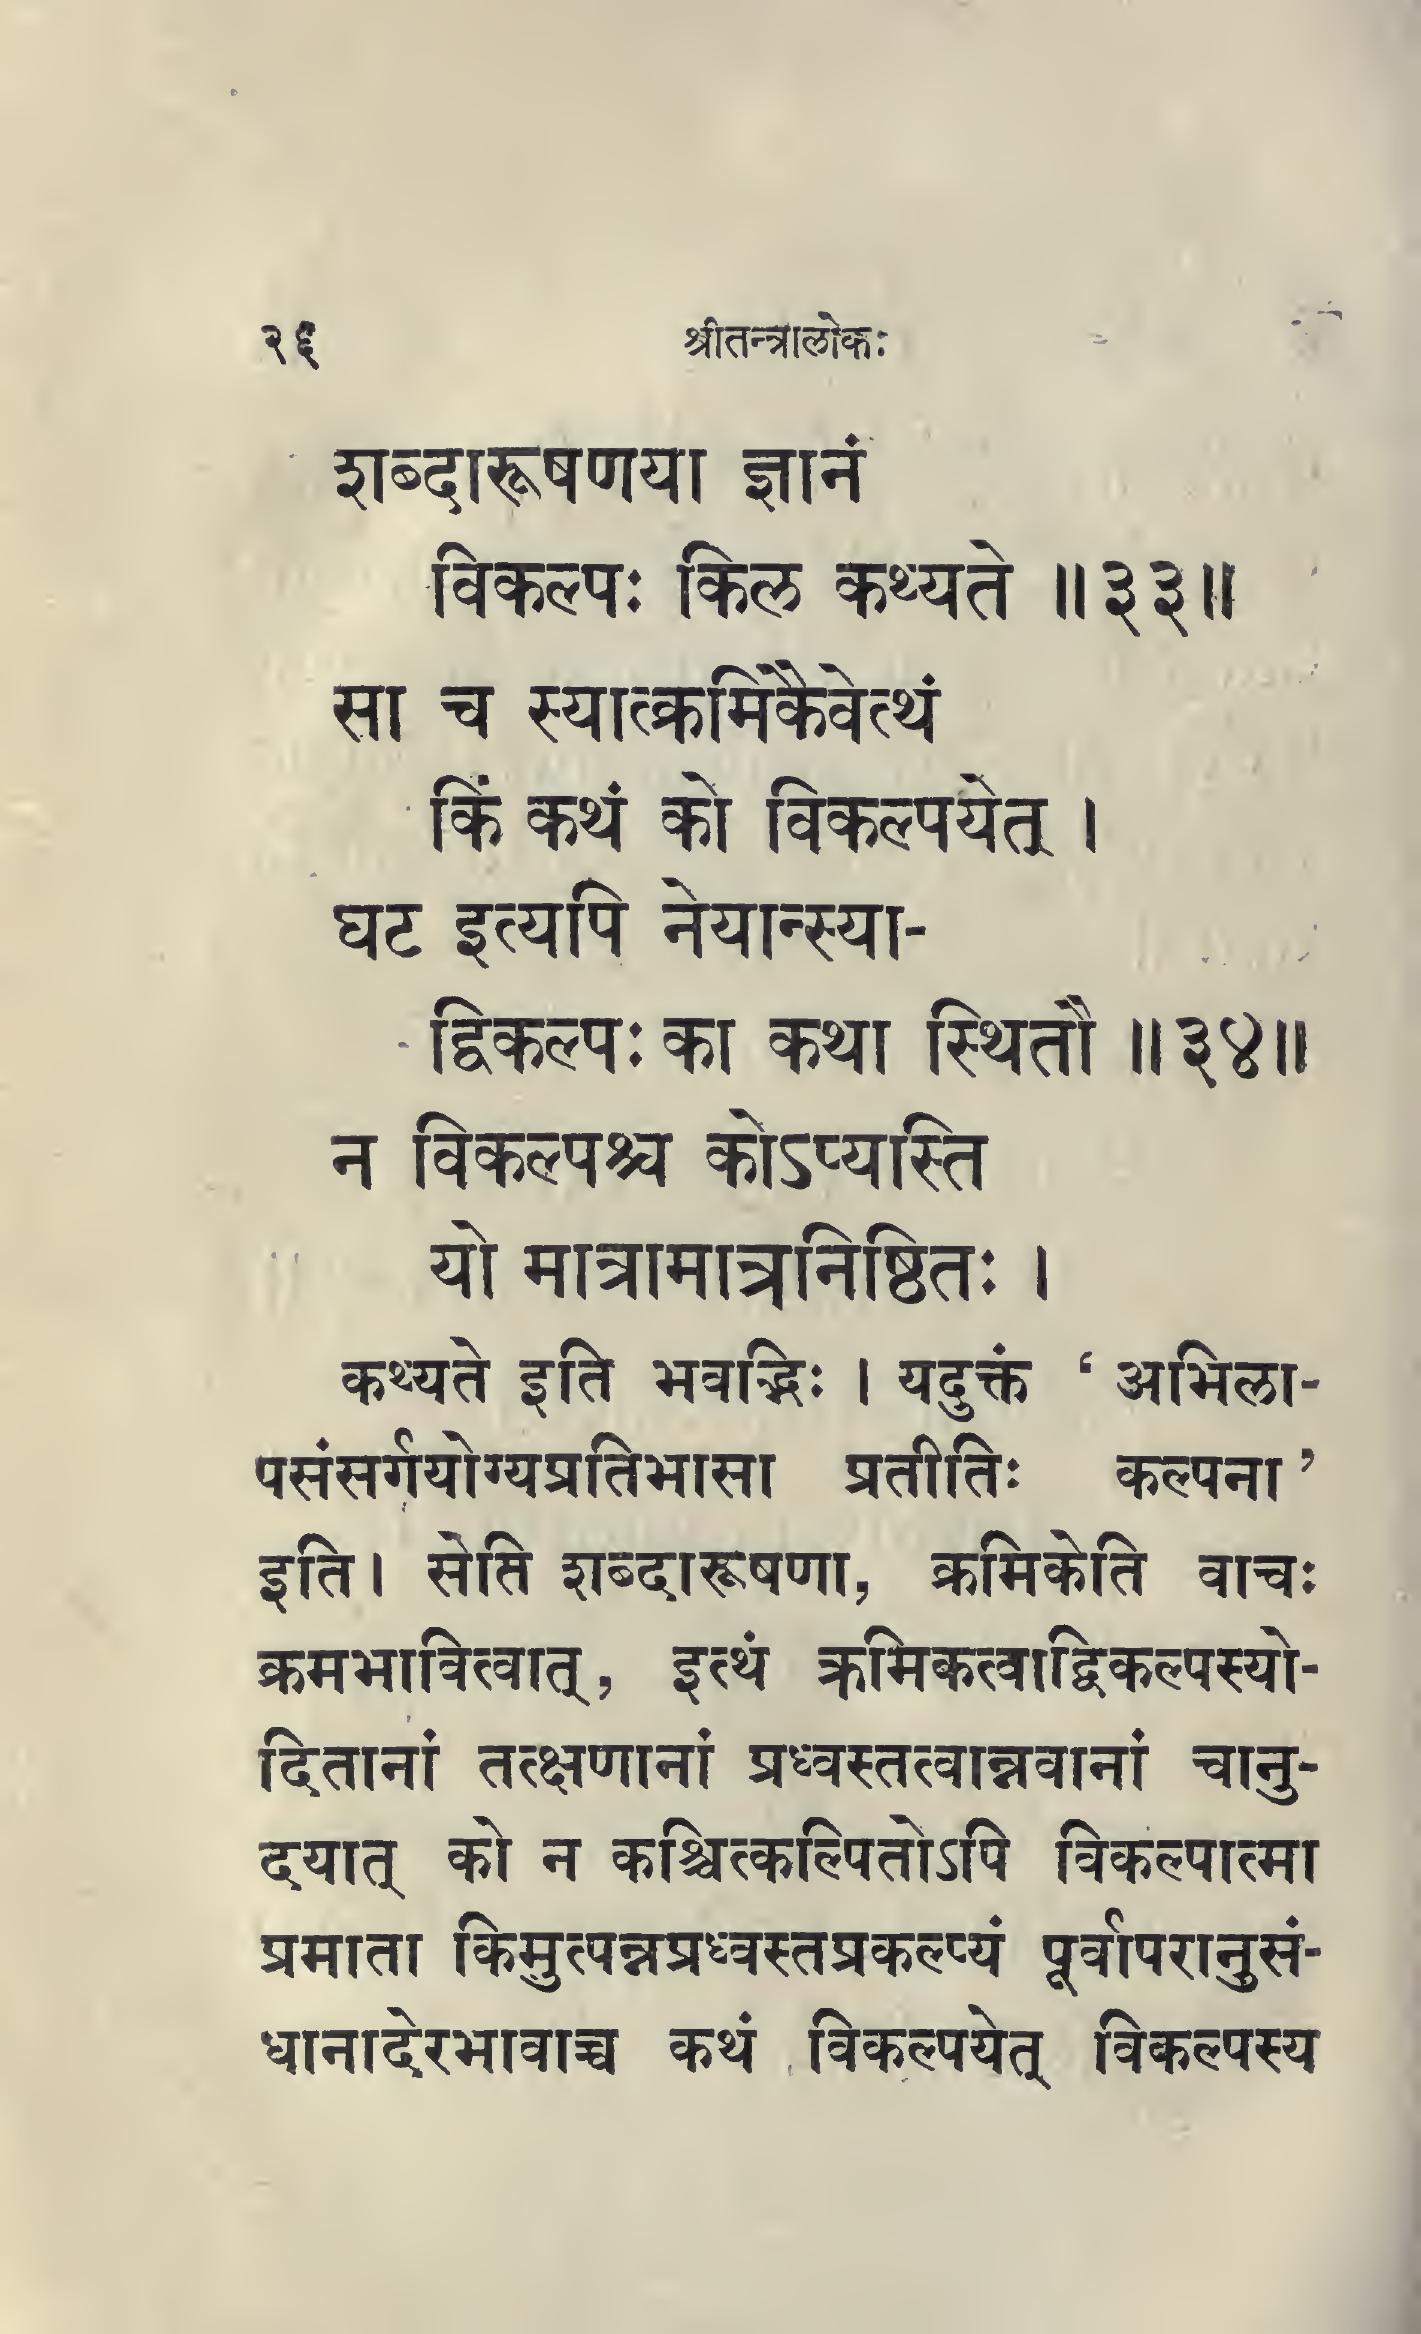 २६ श्रीतन्त्रालोकः
शब्दारूषणया ज्ञानं
विकल्पः किल कथ्यते ॥३३॥
सा च स्यात्क्रमिकैवेत्थं
किं कथं को विकल्पयेत् ।
घट इत्यपि नेयान्स्या-
द्विकल्पः का कथा स्थितौ ॥३४॥
न विकल्पश्च कोऽप्यस्ति
यो मात्रामात्रनिष्ठितः ।
कथ्यते इति भवद्भिः । यदुक्तं ‘ अभिला-
पसंसर्गयोग्यप्रतिभासा प्रतीतिः कल्पना ’
इति । सेति शब्दारूषणा, क्रमिकेति वाचः
क्रमभावित्वात्, इत्थं क्रमिकत्वाद्विकल्पस्यो-
दितानां तत्क्षणानां प्रध्वस्तत्वान्नवानां चानु-
दयात् को न कश्चित्कल्पितोऽपि विकल्पात्मा
प्रमाता किमुत्पन्नप्रध्वस्तप्रकल्प्यं पूर्वापरानुसं-
धानादेरभावाच्च कथं विकल्पयेत् विकल्पस्य